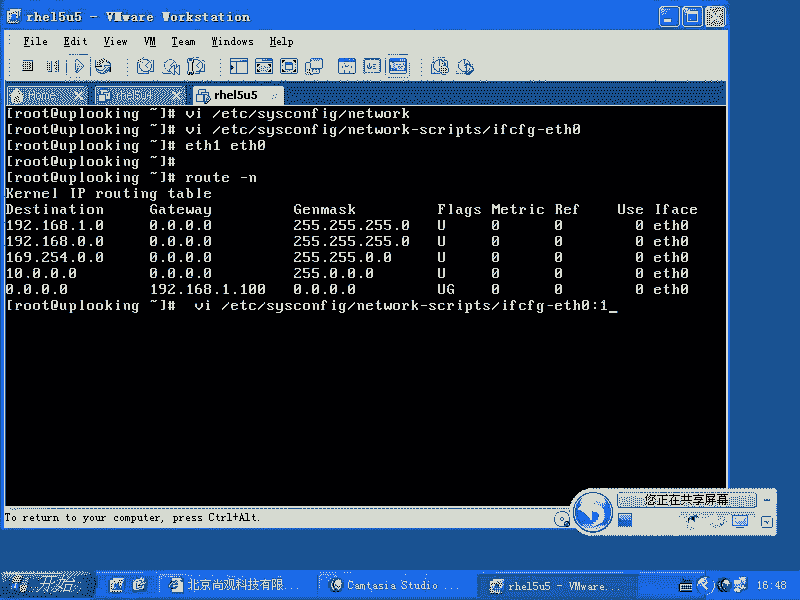 rhel5u5 - VMware Workstation
File Edit View VM Team Windows Help
Home rhel5u4 rhel5u5
[root@uplooking ~]# vi /etc/sysconfig/network
[root@uplooking ~]# vi /etc/sysconfig/network-scripts/ifcfg-eth0
[root@uplooking ~]# eth1 eth0
[root@uplooking ~]#
[root@uplooking ~]# route -n
Kernel IP routing table
Destination Gateway Genmask Flags Metric Ref Use Iface
192.168.1.0 0.0.0.0 255.255.255.0 U 0 0 0 eth0
192.168.0.0 0.0.0.0 255.255.255.0 U 0 0 0 eth0
169.254.0.0 0.0.0.0 255.255.0.0 U 0 0 0 eth0
10.0.0.0 0.0.0.0 255.0.0.0 U 0 0 0 eth0
0.0.0.0 192.168.1.100 0.0.0.0 UG 0 0 0 eth0
[root@uplooking ~]#  vi /etc/sysconfig/network-scripts/ifcfg-eth0:1_
您正在共享屏幕
To return to your computer, press Ctrl+Alt.
开始 北京尚观科技有限... Camtasia Studio ... rhel5u5 - VMware... 16:48